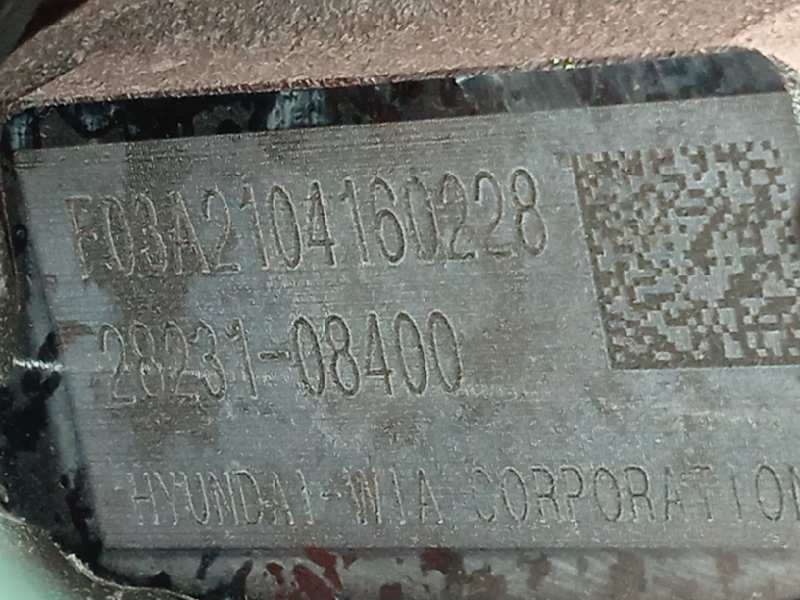 F03A2104160228
28231-08400
HYUNDAI-WIA CORPORATION